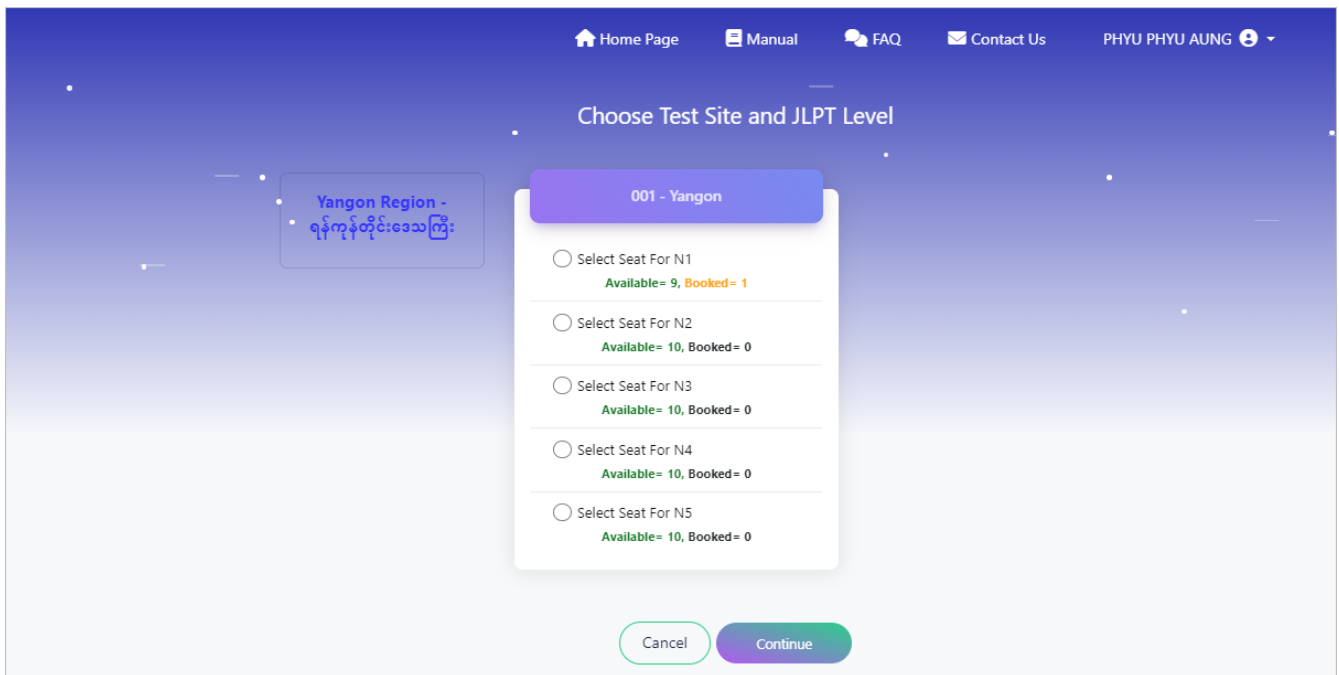 Home Page Manual FAQ Contact Us PHYU PHYU AUNG
Choose Test Site and JLPT Level
Yangon Region -
ရန်ကုန်တိုင်းဒေသကြီး
001 - Yangon
Select Seat For N1
Available= 9, Booked= 1
Select Seat For N2
Available= 10, Booked= 0
Select Seat For N3
Available= 10, Booked= 0
Select Seat For N4
Available= 10, Booked= 0
Select Seat For N5
Available= 10, Booked= 0
Cancel Continue